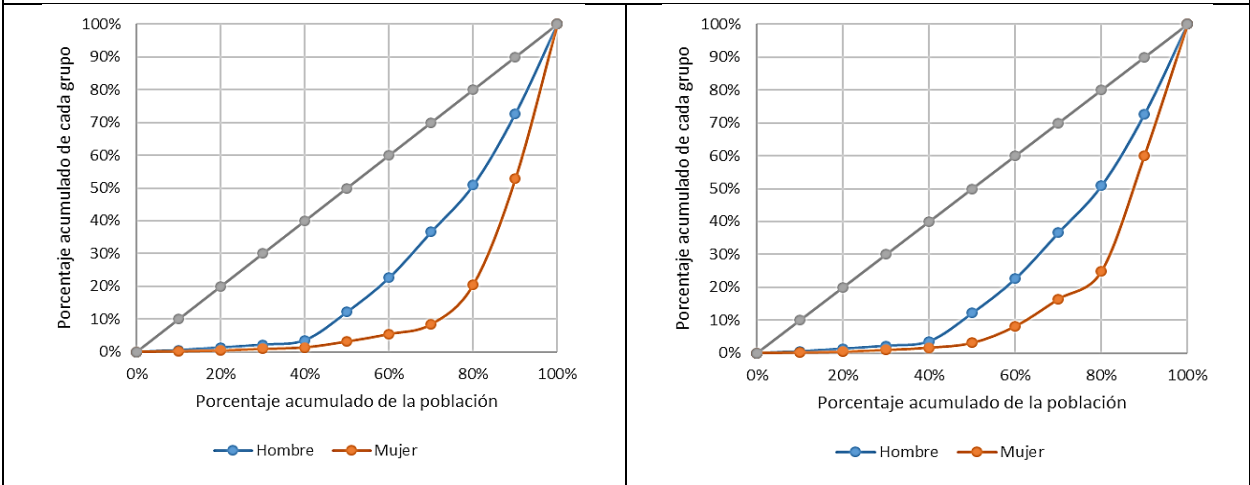 Porcentaje acumulado de cada grupo
100%
90%
80%
70%
60%
50%
40%
30%
20%
10%
0%
0% 20% 40% 60% 80% 100%
Porcentaje acumulado de la población
Hombre Mujer
Porcentaje acumulado de cada grupo
100%
90%
80%
70%
60%
50%
40%
30%
20%
10%
0%
0% 20% 40% 60% 80% 100%
Porcentaje acumulado de la población
Hombre Mujer